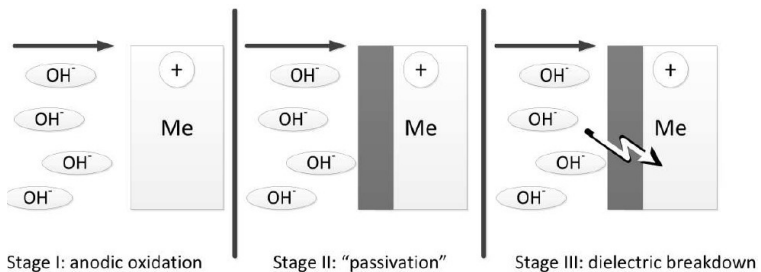 OH⁻
+
OH⁻
Me
OH⁻
OH⁻
Stage I: anodic oxidation
OH⁻
+
OH⁻
Me
OH⁻
OH⁻
Stage II: “passivation”
OH⁻
+
OH⁻
Me
OH⁻
OH⁻
Stage III: dielectric breakdown